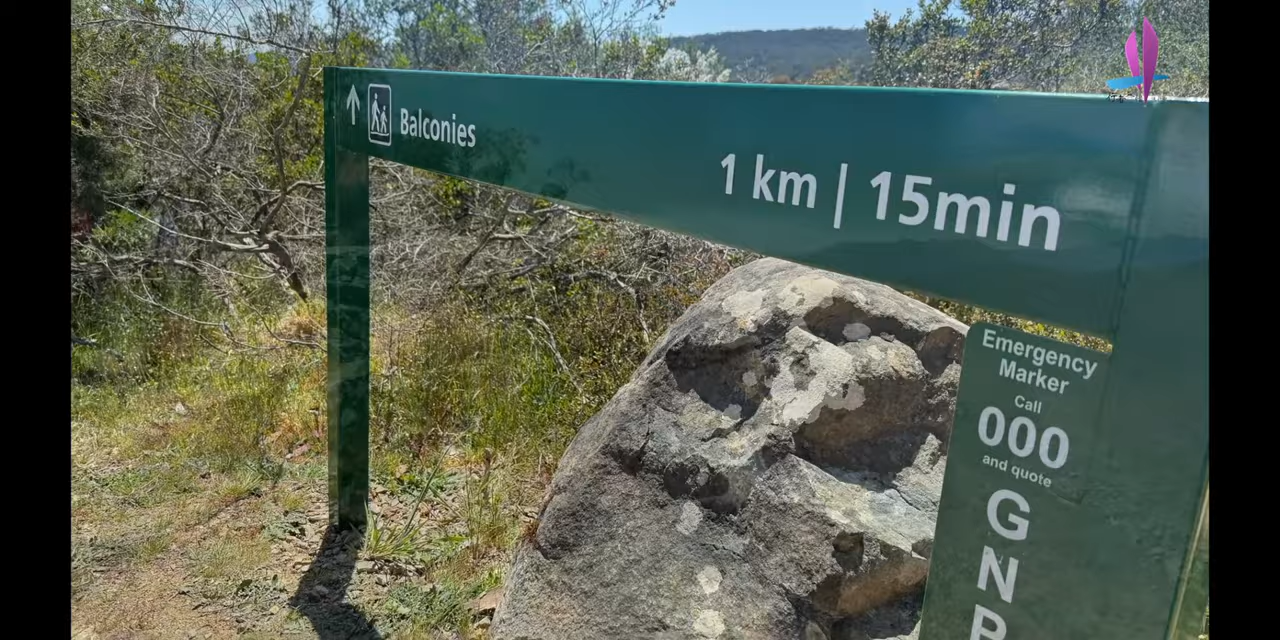 Balconies
1 km | 15min
Emergency
Marker
Call
000
and quote
G
N
P